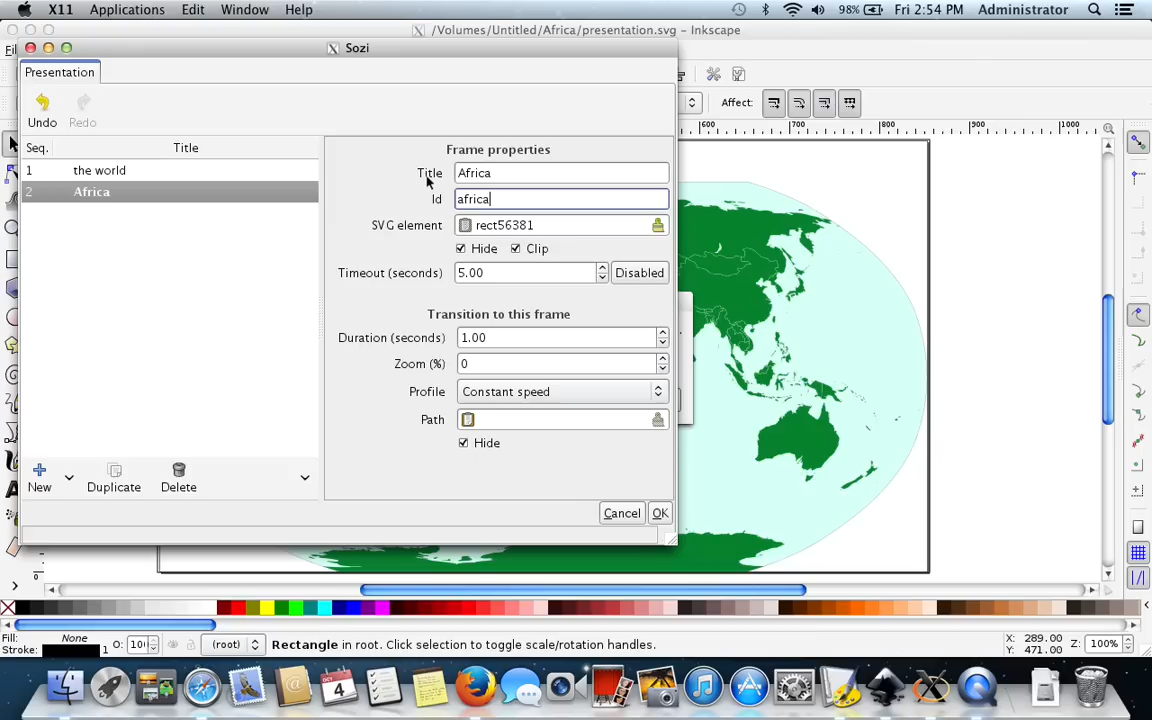 X11 Applications Edit Window Help 98% Fri 2:54 PM Administrator
/Volumes/Untitled/Africa/presentation.svg - Inkscape
Sozi
Presentation
Affect:
Undo Redo
600 700 800 900 1000
Seq. Title
1 the world
2 Africa
Frame properties
Title Africa
Id africa
SVG element rect56381
Hide Clip
Timeout (seconds) 5.00 Disabled
Transition to this frame
Duration (seconds) 1.00
Zoom (%) 0
Profile Constant speed
Path
Hide
New Duplicate Delete
Cancel OK
Fill: None
Stroke: 1 O: 10 (root) Rectangle in root. Click selection to toggle scale/rotation handles.
X: 289.00
Y: 471.00
Z: 100%
OCT
4